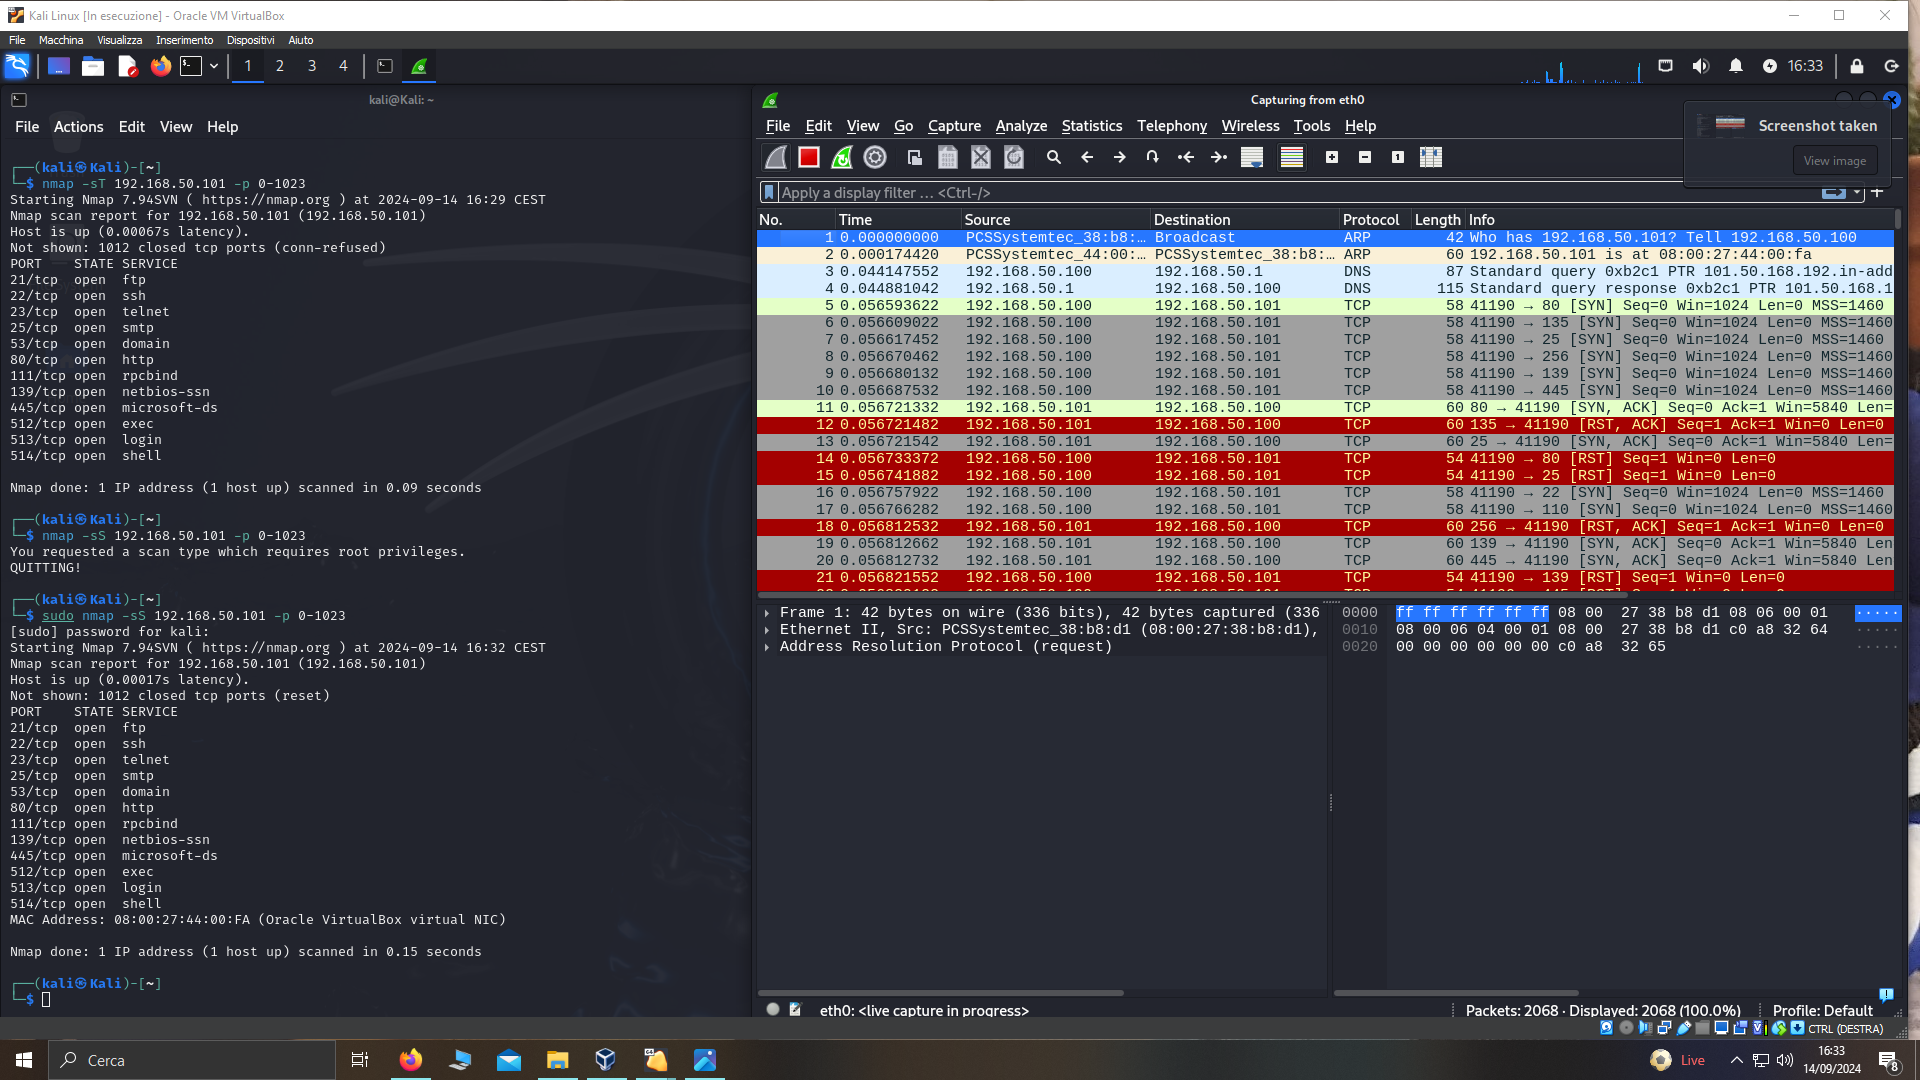 Kali Linux [In esecuzione] - Oracle VM VirtualBox
File Macchina Visualizza Inserimento Dispositivi Aiuto
1 2 3 4
16:33
kali@Kali: ~
File Actions Edit View Help
┌──(kali㉿Kali)-[~]
└─$ nmap -sT 192.168.50.101 -p 0-1023
Starting Nmap 7.94SVN ( https://nmap.org ) at 2024-09-14 16:29 CEST
Nmap scan report for 192.168.50.101 (192.168.50.101)
Host is up (0.00067s latency).
Not shown: 1012 closed tcp ports (conn-refused)
PORT STATE SERVICE
21/tcp open ftp
22/tcp open ssh
23/tcp open telnet
25/tcp open smtp
53/tcp open domain
80/tcp open http
111/tcp open rpcbind
139/tcp open netbios-ssn
445/tcp open microsoft-ds
512/tcp open exec
513/tcp open login
514/tcp open shell
Nmap done: 1 IP address (1 host up) scanned in 0.09 seconds
┌──(kali㉿Kali)-[~]
└─$ nmap -sS 192.168.50.101 -p 0-1023
You requested a scan type which requires root privileges.
QUITTING!
┌──(kali㉿Kali)-[~]
└─$ sudo nmap -sS 192.168.50.101 -p 0-1023
[sudo] password for kali:
Starting Nmap 7.94SVN ( https://nmap.org ) at 2024-09-14 16:32 CEST
Nmap scan report for 192.168.50.101 (192.168.50.101)
Host is up (0.00017s latency).
Not shown: 1012 closed tcp ports (reset)
PORT STATE SERVICE
21/tcp open ftp
22/tcp open ssh
23/tcp open telnet
25/tcp open smtp
53/tcp open domain
80/tcp open http
111/tcp open rpcbind
139/tcp open netbios-ssn
445/tcp open microsoft-ds
512/tcp open exec
513/tcp open login
514/tcp open shell
MAC Address: 08:00:27:44:00:FA (Oracle VirtualBox virtual NIC)
Nmap done: 1 IP address (1 host up) scanned in 0.15 seconds
┌──(kali㉿Kali)-[~]
└─$
Capturing from eth0
File Edit View Go Capture Analyze Statistics Telephony Wireless Tools Help
Screenshot taken
View image
Apply a display filter … <Ctrl-/>
No. Time Source Destination Protocol Length Info
1 0.000000000 PCSSystemtec_38:b8:… Broadcast ARP 42 Who has 192.168.50.101? Tell 192.168.50.100
2 0.000174420 PCSSystemtec_44:00:… PCSSystemtec_38:b8:… ARP 60 192.168.50.101 is at 08:00:27:44:00:fa
3 0.044147552 192.168.50.100 192.168.50.1 DNS 87 Standard query 0xb2c1 PTR 101.50.168.192.in-add
4 0.044881042 192.168.50.1 192.168.50.100 DNS 115 Standard query response 0xb2c1 PTR 101.50.168.1
5 0.056593622 192.168.50.100 192.168.50.101 TCP 58 41190 → 80 [SYN] Seq=0 Win=1024 Len=0 MSS=1460
6 0.056609022 192.168.50.100 192.168.50.101 TCP 58 41190 → 135 [SYN] Seq=0 Win=1024 Len=0 MSS=1460
7 0.056617452 192.168.50.100 192.168.50.101 TCP 58 41190 → 25 [SYN] Seq=0 Win=1024 Len=0 MSS=1460
8 0.056670462 192.168.50.100 192.168.50.101 TCP 58 41190 → 256 [SYN] Seq=0 Win=1024 Len=0 MSS=1460
9 0.056680132 192.168.50.100 192.168.50.101 TCP 58 41190 → 139 [SYN] Seq=0 Win=1024 Len=0 MSS=1460
10 0.056687532 192.168.50.100 192.168.50.101 TCP 58 41190 → 445 [SYN] Seq=0 Win=1024 Len=0 MSS=1460
11 0.056721332 192.168.50.101 192.168.50.100 TCP 60 80 → 41190 [SYN, ACK] Seq=0 Ack=1 Win=5840 Len=
12 0.056721482 192.168.50.101 192.168.50.100 TCP 60 135 → 41190 [RST, ACK] Seq=1 Ack=1 Win=0 Len=0
13 0.056721542 192.168.50.101 192.168.50.100 TCP 60 25 → 41190 [SYN, ACK] Seq=0 Ack=1 Win=5840 Len=
14 0.056733372 192.168.50.100 192.168.50.101 TCP 54 41190 → 80 [RST] Seq=1 Win=0 Len=0
15 0.056741882 192.168.50.100 192.168.50.101 TCP 54 41190 → 25 [RST] Seq=1 Win=0 Len=0
16 0.056757922 192.168.50.100 192.168.50.101 TCP 58 41190 → 22 [SYN] Seq=0 Win=1024 Len=0 MSS=1460
17 0.056766282 192.168.50.100 192.168.50.101 TCP 58 41190 → 110 [SYN] Seq=0 Win=1024 Len=0 MSS=1460
18 0.056812532 192.168.50.101 192.168.50.100 TCP 60 256 → 41190 [RST, ACK] Seq=1 Ack=1 Win=0 Len=0
19 0.056812662 192.168.50.101 192.168.50.100 TCP 60 139 → 41190 [SYN, ACK] Seq=0 Ack=1 Win=5840 Len
20 0.056812732 192.168.50.101 192.168.50.100 TCP 60 445 → 41190 [SYN, ACK] Seq=0 Ack=1 Win=5840 Len
21 0.056821552 192.168.50.100 192.168.50.101 TCP 54 41190 → 139 [RST] Seq=1 Win=0 Len=0
Frame 1: 42 bytes on wire (336 bits), 42 bytes captured (336
Ethernet II, Src: PCSSystemtec_38:b8:d1 (08:00:27:38:b8:d1),
Address Resolution Protocol (request)
0000 ff ff ff ff ff ff 08 00 27 38 b8 d1 08 06 00 01 ·····
0010 08 00 06 04 00 01 08 00 27 38 b8 d1 c0 a8 32 64 ·····
0020 00 00 00 00 00 00 c0 a8 32 65 ·····
eth0: <live capture in progress>
Packets: 2068 · Displayed: 2068 (100.0%)
Profile: Default
CTRL (DESTRA)
Cerca
Live
16:33
14/09/2024
8